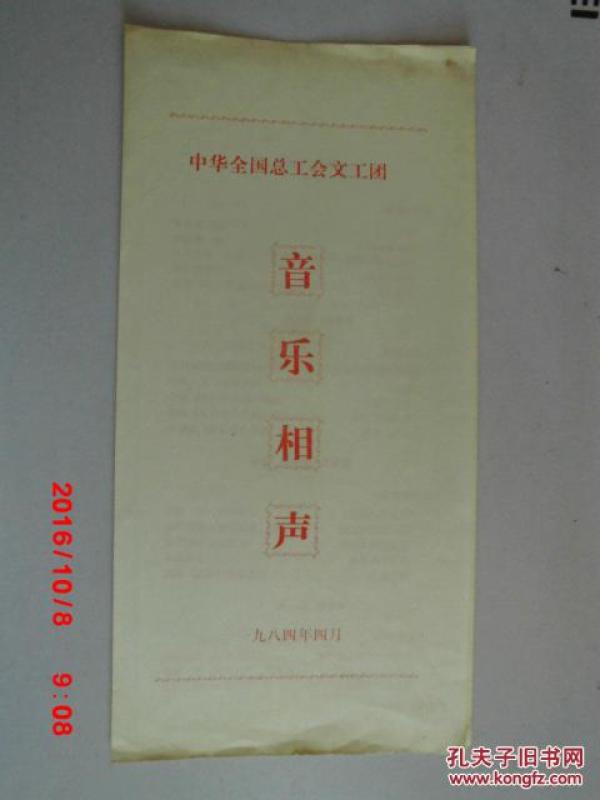 中华全国总工会文工团
音
乐
相
声
九八四年四月
2016/10/8 9:08
孔夫子旧书网
www.kongfz.com